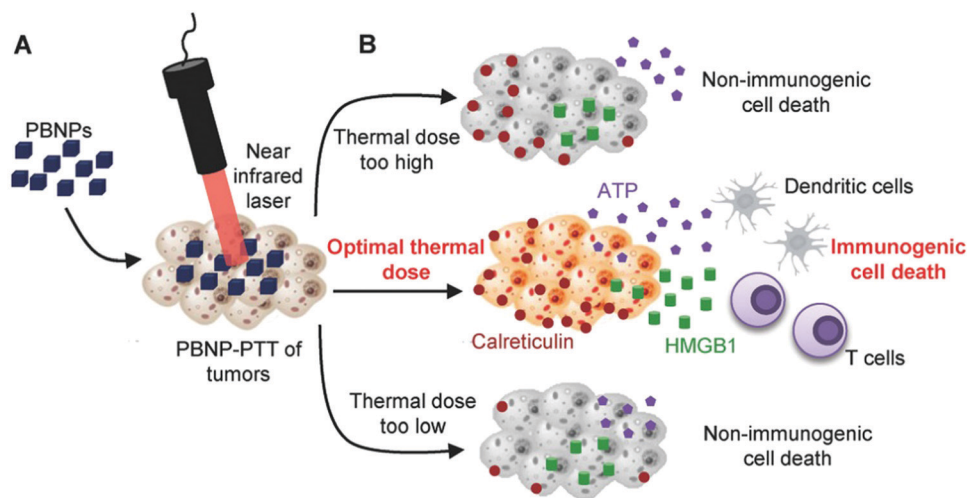 A
PBNPs
Near
infrared
laser
PBNP-PTT of
tumors
B
Thermal dose
too high
Non-immunogenic
cell death
Optimal thermal
dose
ATP
Dendritic cells
Immunogenic
cell death
Calreticulin
HMGB1
T cells
Thermal dose
too low
Non-immunogenic
cell death